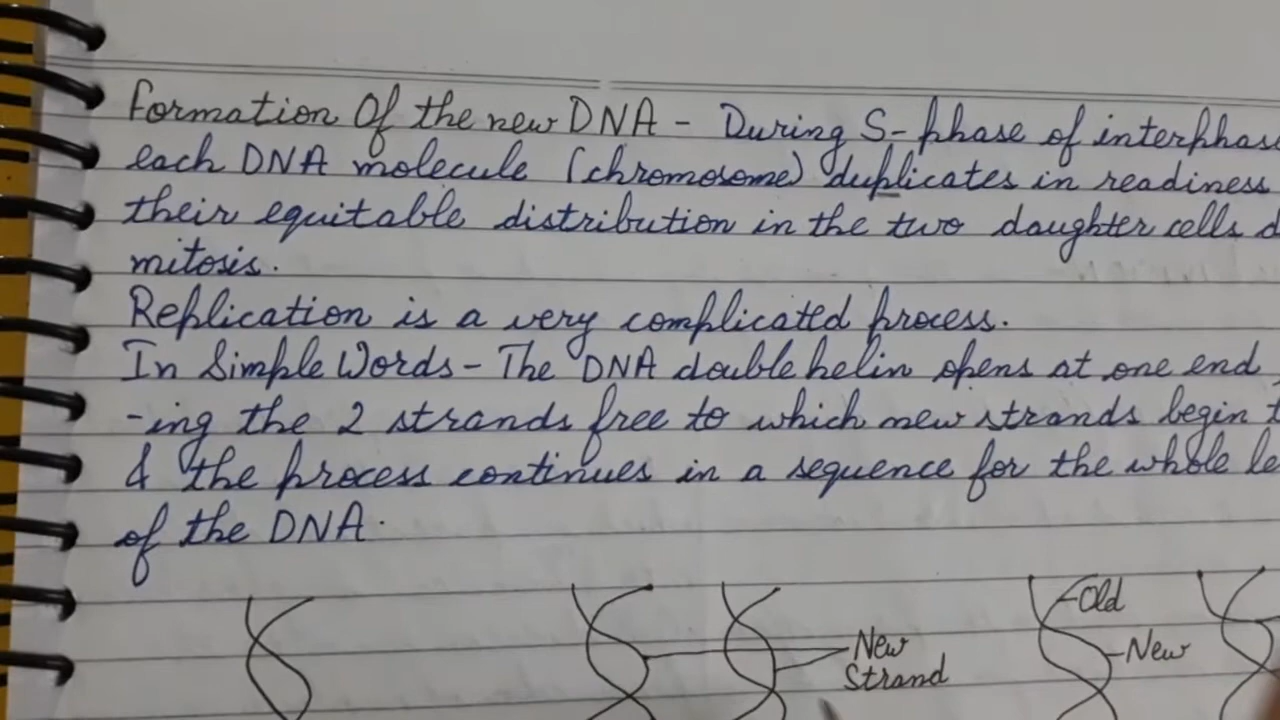 Formation Of the new DNA - During S-phase of interphase
each DNA molecule (chromosome) duplicates in readiness
their equitable distribution in the two daughter cells d
mitosis.
Replication is a very complicated process.
In Simple Words - The DNA double helin opens at one end
-ing the 2 strands free to which new strands begin t
& the process continues in a sequence for the whole le
of the DNA.
Old
New
Strand
New